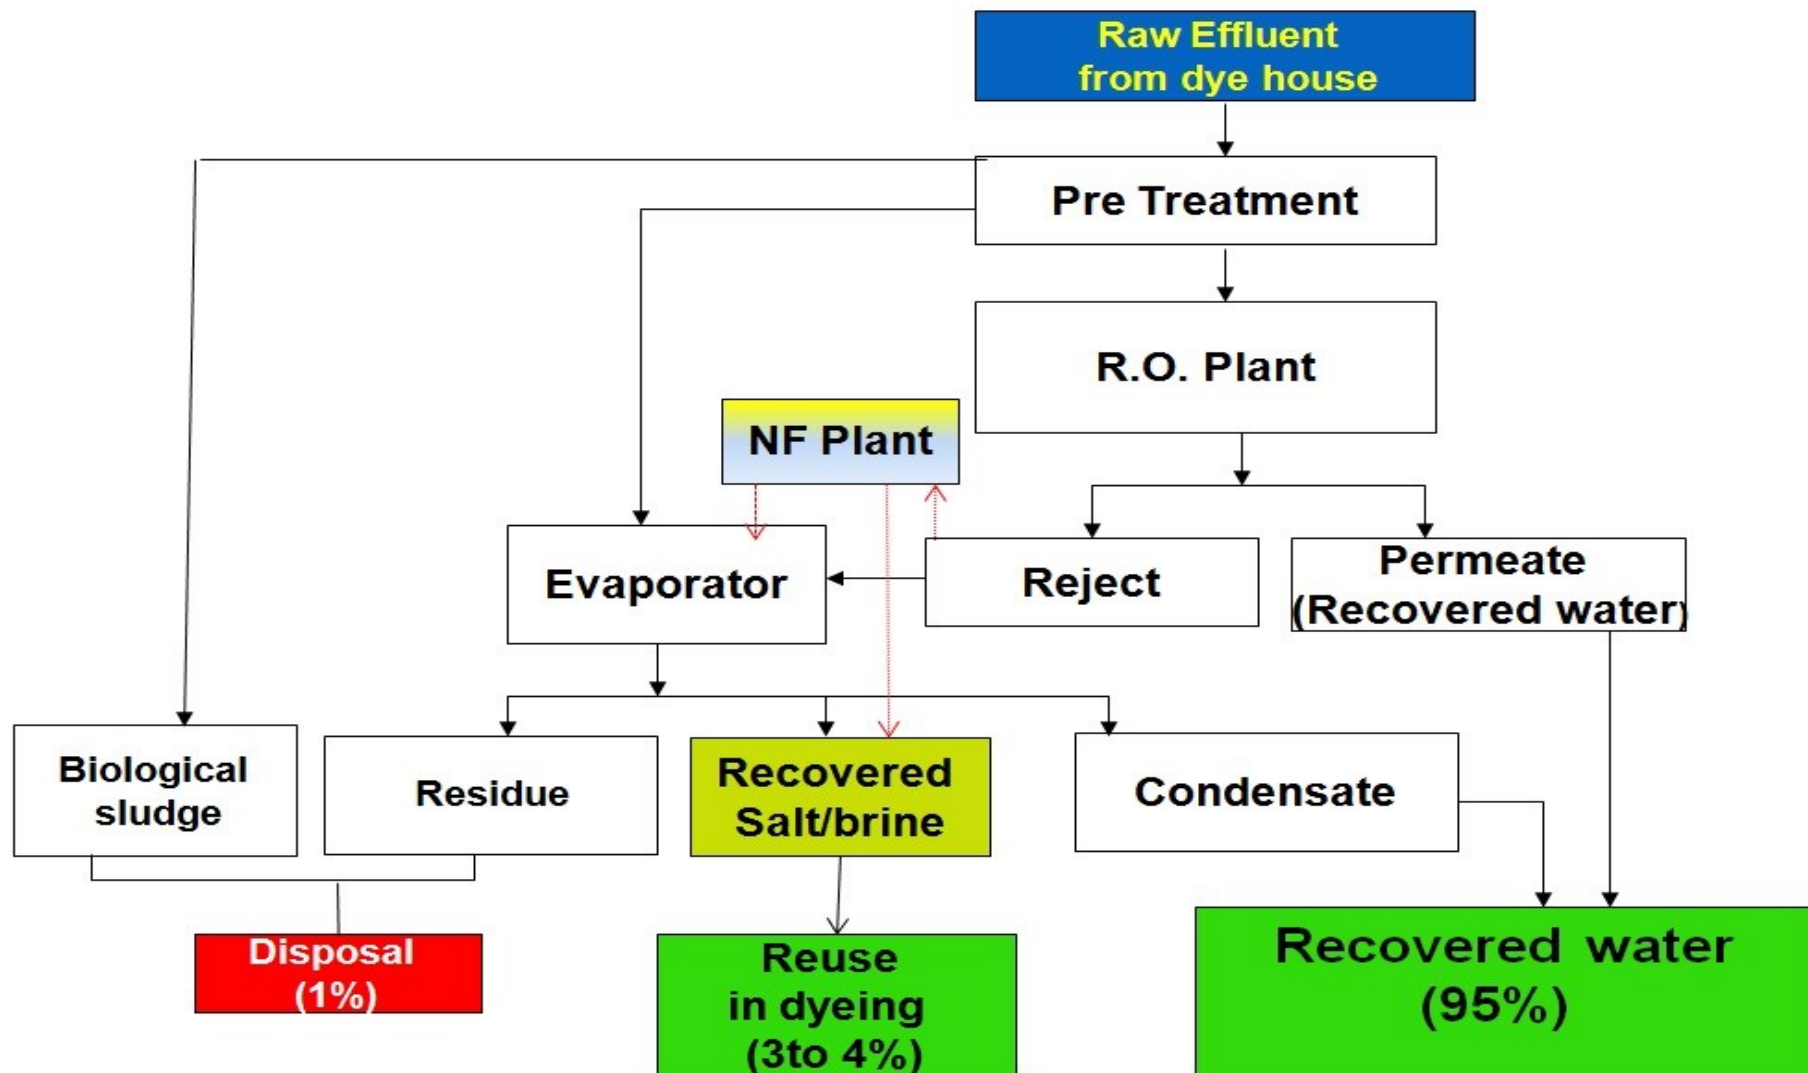 Raw Effluent
from dye house
Pre Treatment
R.O. Plant
NF Plant
Evaporator
Reject
Permeate
(Recovered water)
Biological
sludge
Residue
Recovered
Salt/brine
Condensate
Disposal
(1%)
Reuse
in dyeing
(3to 4%)
Recovered water
(95%)